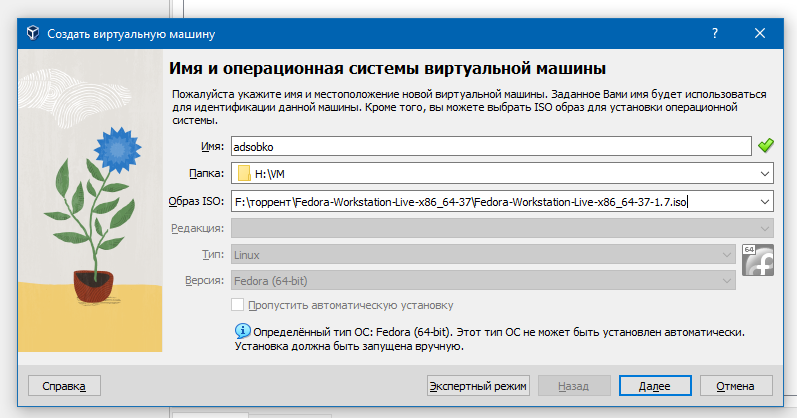 Создать виртуальную машину
Имя и операционная системы виртуальной машины
Пожалуйста укажите имя и местоположение новой виртуальной машины. Заданное Вами имя будет использоваться
для идентификации данной машины. Кроме того, вы можете выбрать ISO образ для установки операционной
системы.
Имя: adsobko
Папка: H:\VM
Образ ISO: F:\торрент\Fedora-Workstation-Live-x86_64-37\Fedora-Workstation-Live-x86_64-37-1.7.iso
Редакция:
Тип: Linux
64
Версия: Fedora (64-bit)
Пропустить автоматическую установку
Определённый тип ОС: Fedora (64-bit). Этот тип ОС не может быть установлен автоматически.
Установка должна быть запущена вручную.
Справка Экспертный режим Назад Далее Отмена